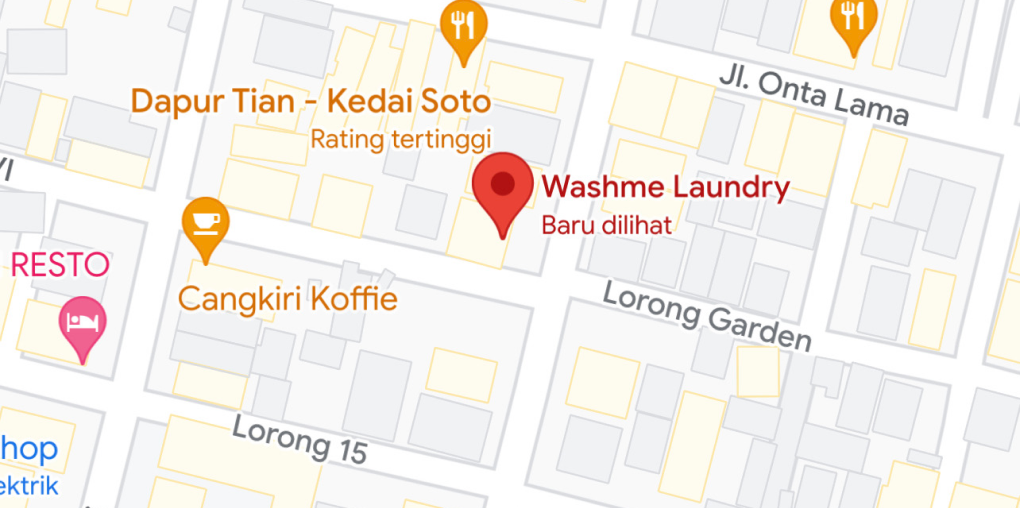 Jl. Onta Lama
Dapur Tian - Kedai Soto
Rating tertinggi
VI
Washme Laundry
Baru dilihat
RESTO
Cangkiri Koffie
Lorong Garden
Lorong 15
hop
ektrik